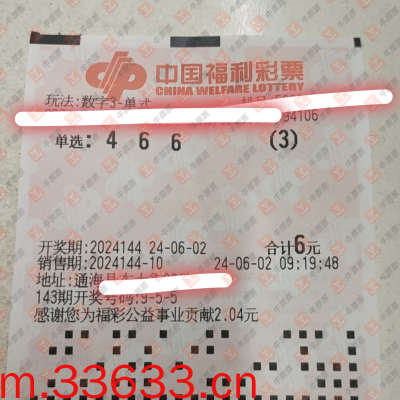 中国福利彩票
CHINA WELFARE LOTTERY
玩法:数字3-单式
94106
单选: 4 6 6 (3)
开奖期:2024144 24-06-02 合计6元
销售期:2024144-10 24-06-02 09:19:48
地址:通海县
143期开奖号码:9-5-5
感谢您为福彩公益事业贡献2.04元
m.33633.cn